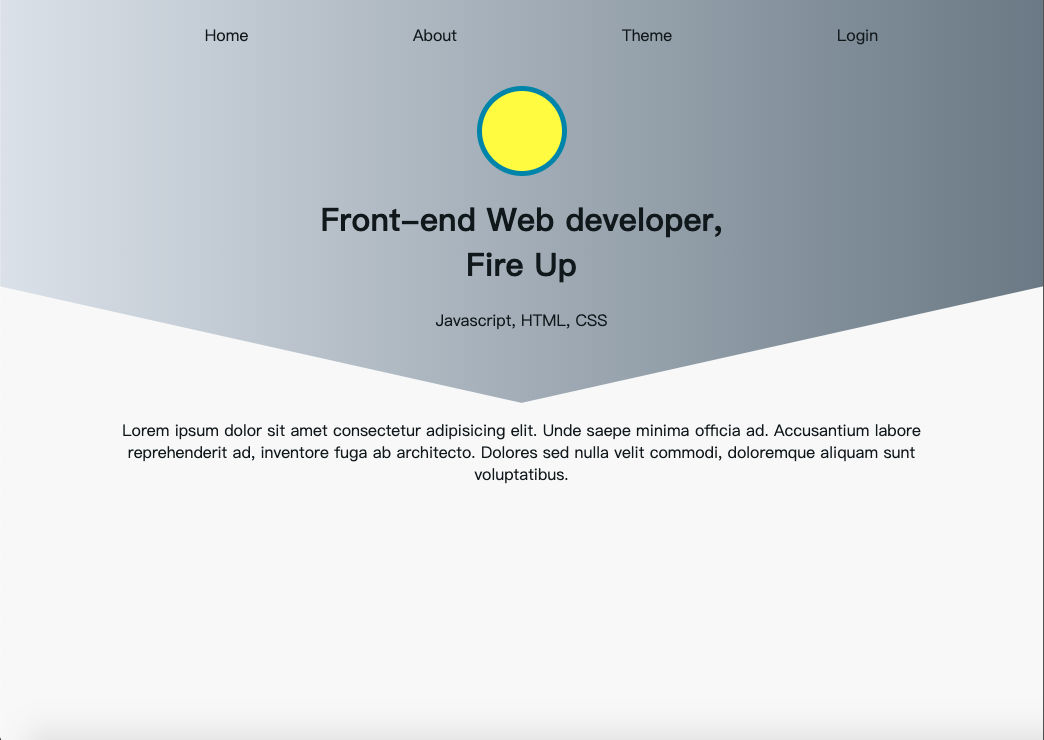 Home About Theme Login
Front-end Web developer,
Fire Up
Javascript, HTML, CSS
Lorem ipsum dolor sit amet consectetur adipisicing elit. Unde saepe minima officia ad. Accusantium labore
reprehenderit ad, inventore fuga ab architecto. Dolores sed nulla velit commodi, doloremque aliquam sunt
voluptatibus.